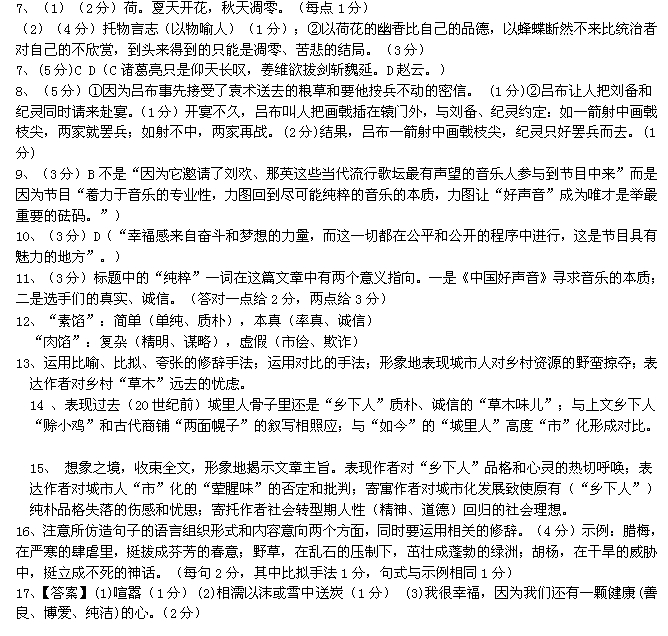 7、（1）（2分）荷。夏天开花，秋天凋零。（每点1分）
（2）（4分）托物言志（以物喻人）（1分）；②以荷花的幽香比自己的品德，以蜂蝶断然不来比统治者
对自己的不欣赏，到头来得到的只能是凋零、苦悲的结局。（3分）
7、(5分)C D（C诸葛亮只是仰天长叹，姜维欲拔剑斩魏延。D赵云。）
8、（5分）①因为吕布事先接受了袁术送去的粮草和要他按兵不动的密信。（1分)②吕布让人把刘备和
纪灵同时请来赴宴。（1分）开宴不久，吕布叫人把画戟插在辕门外，与刘备、纪灵约定：如一箭射中画戟
枝尖，两家就罢兵；如射不中，两家再战。(2分)结果，吕布一箭射中画戟枝尖，纪灵只好罢兵而去。(1
分)
9、（3分）B 不是“因为它邀请了刘欢、那英这些当代流行歌坛最有声望的音乐人参与到节目中来”而是
因为节目“着力于音乐的专业性，力图回到尽可能纯粹的音乐的本质，力图让“好声音”成为唯才是举最
重要的砝码。”)
10、（3分）D（“幸福感来自奋斗和梦想的力量，而这一切都在公平和公开的程序中进行，这是节目具有
魅力的地方”。）
11、（3分）标题中的“纯粹”一词在这篇文章中有两个意义指向。一是《中国好声音》寻求音乐的本质；
二是选手们的真实、诚信。（答对一点给2分，两点给3分）
12、“素馅”：简单（单纯、质朴），本真（率真、诚信）
“肉馅”：复杂（精明、谋略），虚假（市侩、欺诈）
13、运用比喻、比拟、夸张的修辞手法；运用对比的手法；形象地表现城市人对乡村资源的野蛮掠夺；表
达作者对乡村“草木”远去的忧虑。
14 、表现过去（20世纪前）城里人骨子里还是“乡下人”质朴、诚信的“草木味儿”；与上文乡下人
“赊小鸡”和古代商铺“两面幌子”的叙写相照应；与“如今”的“城里人”高度“市”化形成对比。
15、 想象之境，收束全文，形象地揭示文章主旨。表现作者对“乡下人”品格和心灵的热切呼唤；表
达作者对城市人“市”化的“荤腥味”的否定和批判；寄寓作者对城市化发展致使原有（“乡下人”）
纯朴品格失落的伤感和忧思；寄托作者社会转型期人性（精神、道德）回归的社会理想。
16、注意所仿造句子的语言组织形式和内容意向两个方面，同时要运用相关的修辞。（4分）示例：腊梅，
在严寒的肆虐里，挺拔成芬芳的春意；野草，在乱石的压制下，茁壮成蓬勃的绿洲；胡杨，在干旱的威胁
中，挺立成不死的神话。（每句2分，其中比拟手法1分，句式与示例相同1分）
17、【答案】(1)喧嚣（1分）(2)相濡以沫或雪中送炭（1分） (3)我很幸福，因为我们还有一颗健康(善
良、博爱、纯洁)的心。（2分）